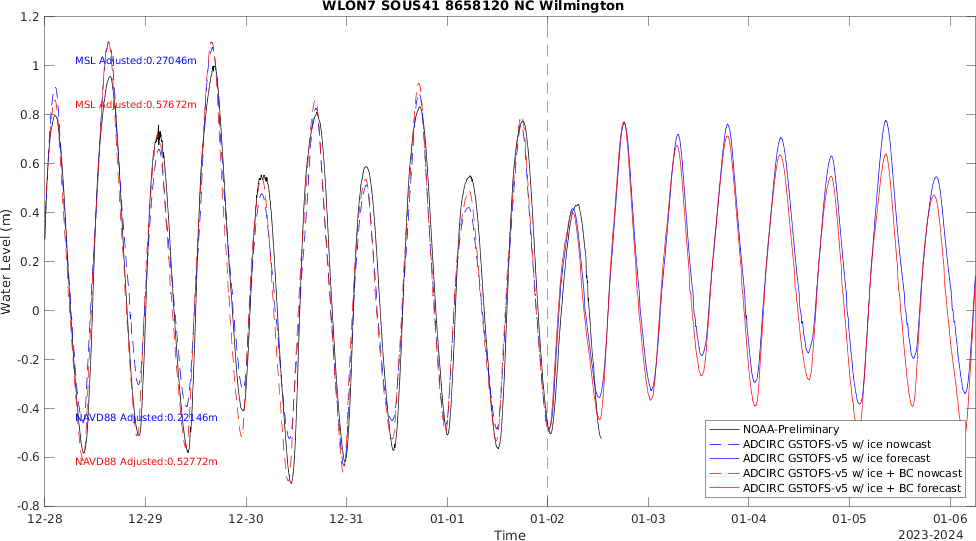 WLON7 SOUS41 8658120 NC Wilmington
Water Level (m)
1.2
1
0.8
0.6
0.4
0.2
0
-0.2
-0.4
-0.6
-0.8
MSL Adjusted:0.27046m
MSL Adjusted:0.57672m
NAVD88 Adjusted:0.22146m
NAVD88 Adjusted:0.52772m
NOAA-Preliminary
ADCIRC GSTOFS-v5 w/ ice nowcast
ADCIRC GSTOFS-v5 w/ ice forecast
ADCIRC GSTOFS-v5 w/ ice + BC nowcast
ADCIRC GSTOFS-v5 w/ ice + BC forecast
12-28 12-29 12-30 12-31 01-01 01-02 01-03 01-04 01-05 01-06
Time
2023-2024